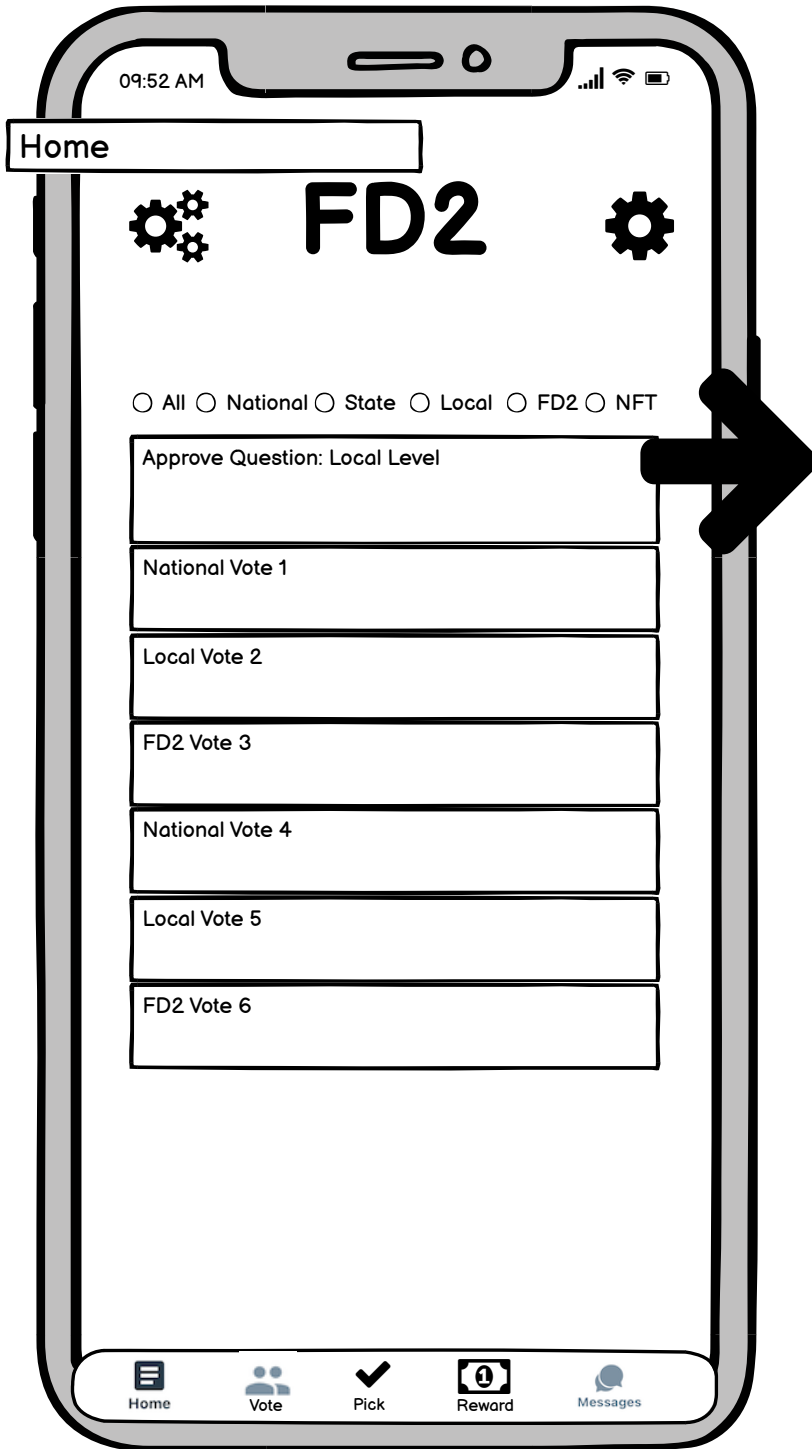 09:52 AM
Home
FD2
All National State Local FD2 NFT
Approve Question: Local Level
National Vote 1
Local Vote 2
FD2 Vote 3
National Vote 4
Local Vote 5
FD2 Vote 6
1
Home Vote Pick Reward Messages